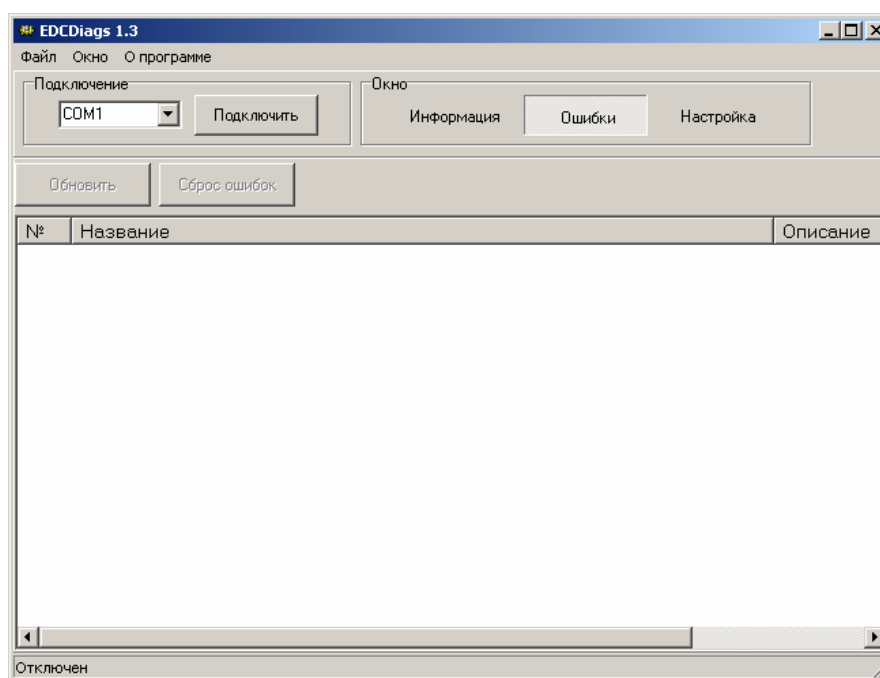 EDCDiags 1.3
Файл Окно О программе
Подключение Окно
COM1 Подключить Информация Ошибки Настройка
Обновить Сброс ошибок
№ Название Описание
Отключен